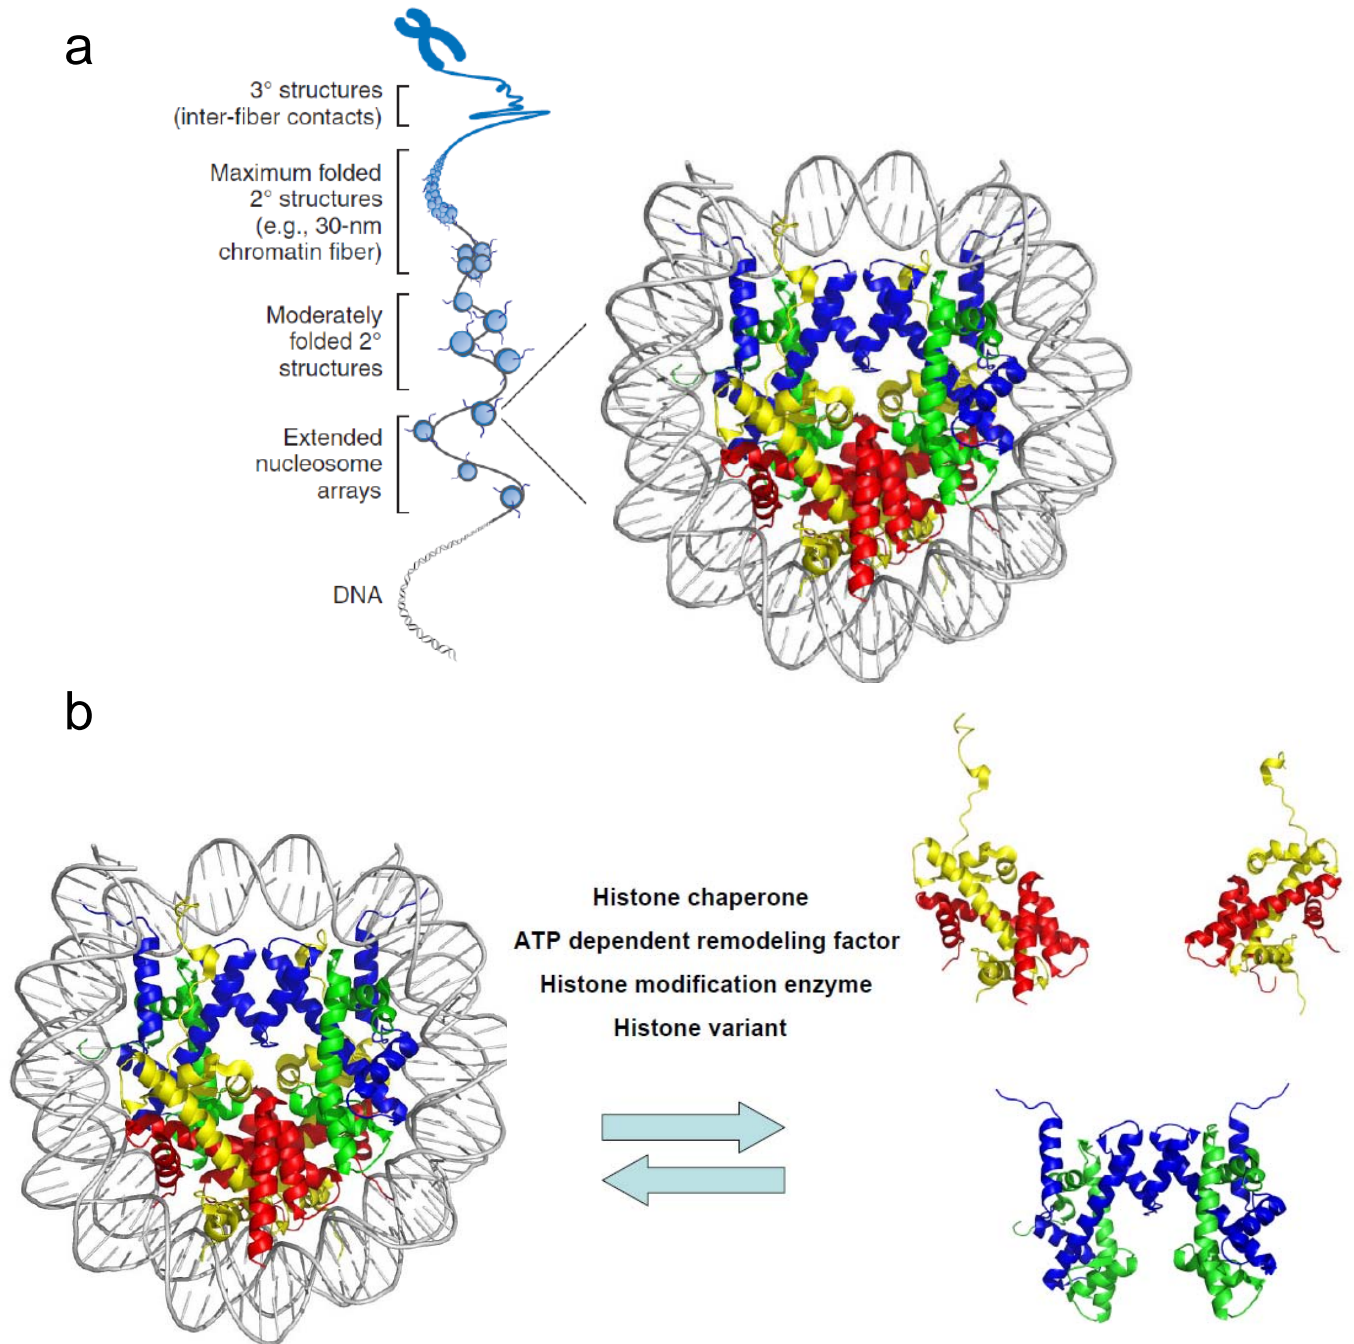 a
3° structures
(inter-fiber contacts)
Maximum folded
2° structures
(e.g., 30-nm
chromatin fiber)
Moderately
folded 2°
structures
Extended
nucleosome
arrays
DNA
b
Histone chaperone
ATP dependent remodeling factor
Histone modification enzyme
Histone variant